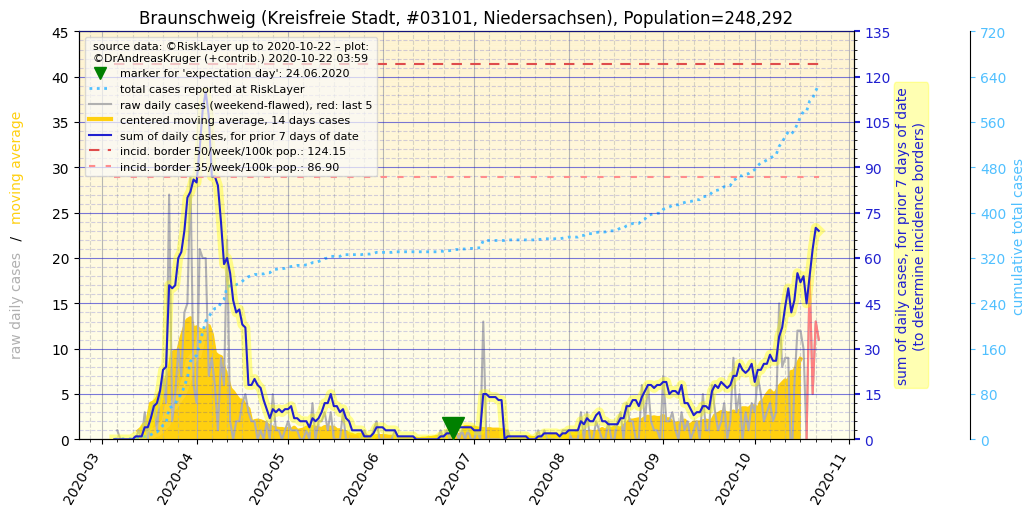 Braunschweig (Kreisfreie Stadt, #03101, Niedersachsen), Population=248,292
source data: ©RiskLayer up to 2020-10-22 – plot:
©DrAndreasKruger (+contrib.) 2020-10-22 03:59
marker for 'expectation day': 24.06.2020
total cases reported at RiskLayer
raw daily cases (weekend-flawed), red: last 5
centered moving average, 14 days cases
sum of daily cases, for prior 7 days of date
incid. border 50/week/100k pop.: 124.15
incid. border 35/week/100k pop.: 86.90
raw daily cases / moving average
45
40
35
30
25
20
15
10
5
0
2020-03
2020-04
2020-05
2020-06
2020-07
2020-08
2020-09
2020-10
2020-11
135
120
105
90
75
60
45
30
15
0
sum of daily cases, for prior 7 days of date
(to determine incidence borders)
720
640
560
480
400
320
240
160
80
0
cumulative total cases